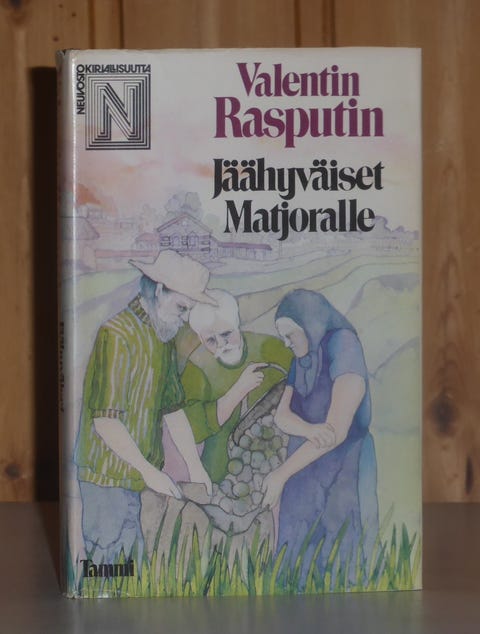 NEUVOSTOKIRJALLISUUTTA
N
Valentin
Rasputin
Jäähyväiset
Matjoralle
Tammi